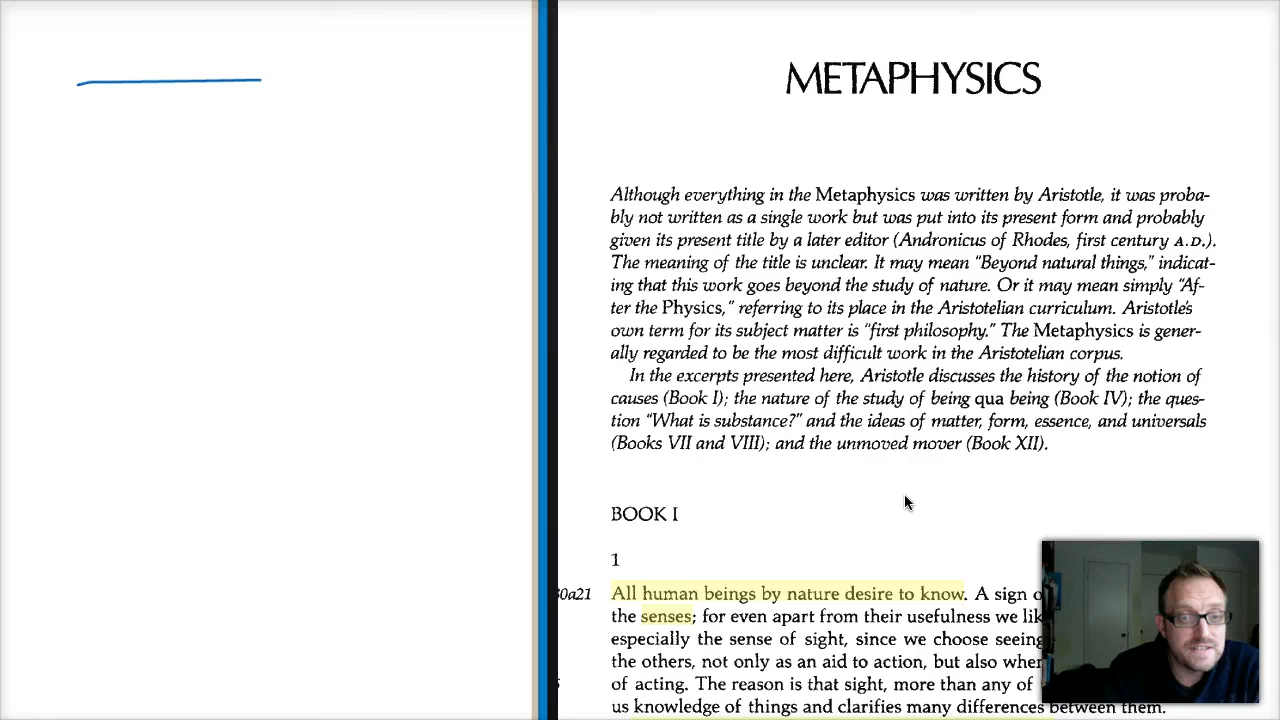 METAPHYSICS
Although everything in the Metaphysics was written by Aristotle, it was proba-
bly not written as a single work but was put into its present form and probably
given its present title by a later editor (Andronicus of Rhodes, first century A.D.).
The meaning of the title is unclear. It may mean "Beyond natural things," indicat-
ing that this work goes beyond the study of nature. Or it may mean simply "Af-
ter the Physics," referring to its place in the Aristotelian curriculum. Aristotle's
own term for its subject matter is "first philosophy." The Metaphysics is gener-
ally regarded to be the most difficult work in the Aristotelian corpus.
In the excerpts presented here, Aristotle discusses the history of the notion of
causes (Book I); the nature of the study of being qua being (Book IV); the ques-
tion "What is substance?" and the ideas of matter, form, essence, and universals
(Books VII and VIII); and the unmoved mover (Book XII).
BOOK I
1
0a21 All human beings by nature desire to know. A sign
the senses; for even apart from their usefulness we
especially the sense of sight, since we choose seeing
the others, not only as an aid to action, but also
of acting. The reason is that sight, more than any of
us knowledge of things and clarifies many differences between them.